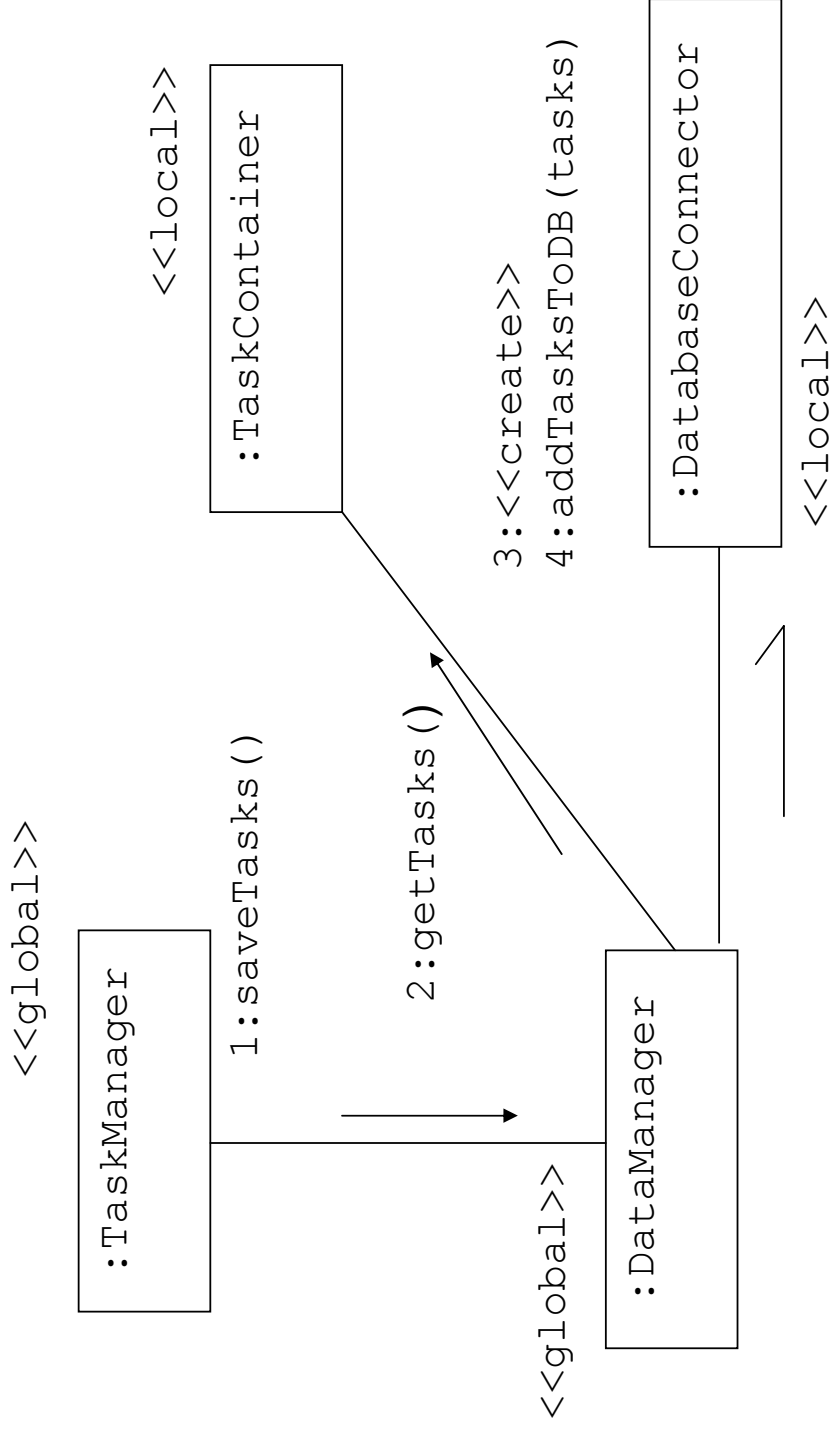 <<global>>
:TaskManager
1:saveTasks()
<<local>>
:TaskContainer
2:getTasks()
3:<<create>>
4:addTasksToDB(tasks)
<<global>>
:DataManager
:DatabaseConnector
<<local>>